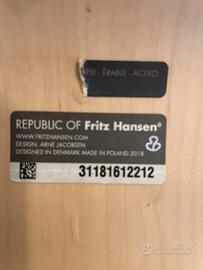 ÉRABLE - ACERO
REPUBLIC OF Fritz Hansen®
WWW.FRITZHANSEN.COM
DESIGN: ARNE JACOBSEN
DESIGNED IN DENMARK MADE IN POLAND 2018
31181612212
subito